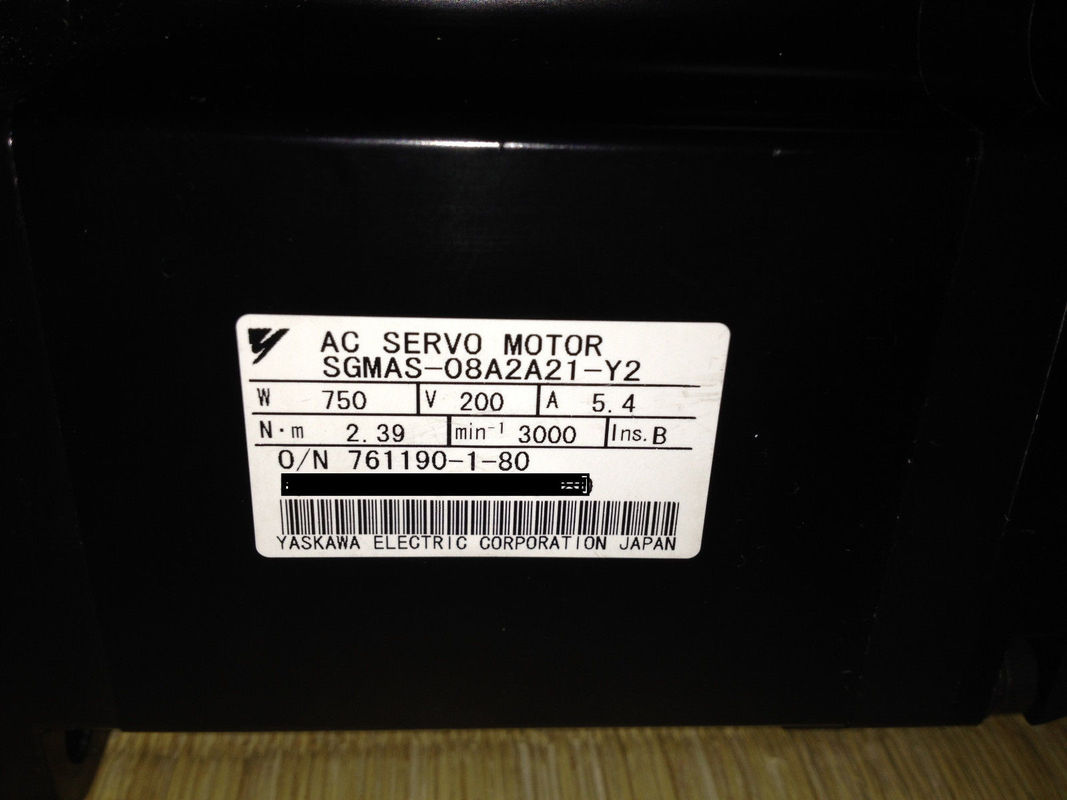 AC SERVO MOTOR
SGMAS-08A2A21-Y2
W 750 V 200 A 5.4
N·m 2.39 min⁻¹ 3000 Ins. B
O/N 761190-1-80
YASKAWA ELECTRIC CORPORATION JAPAN